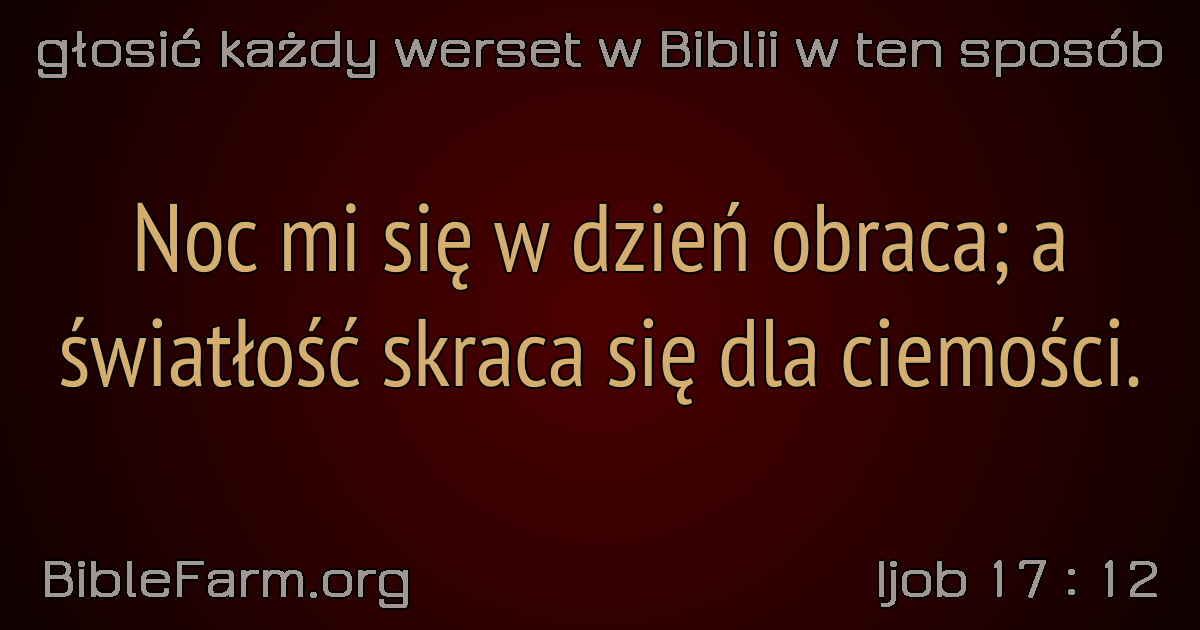 głosić każdy werset w Biblii w ten sposób
Noc mi się w dzień obraca; a
światłość skraca się dla ciemości.
BibleFarm.org
Ijob 17 : 12